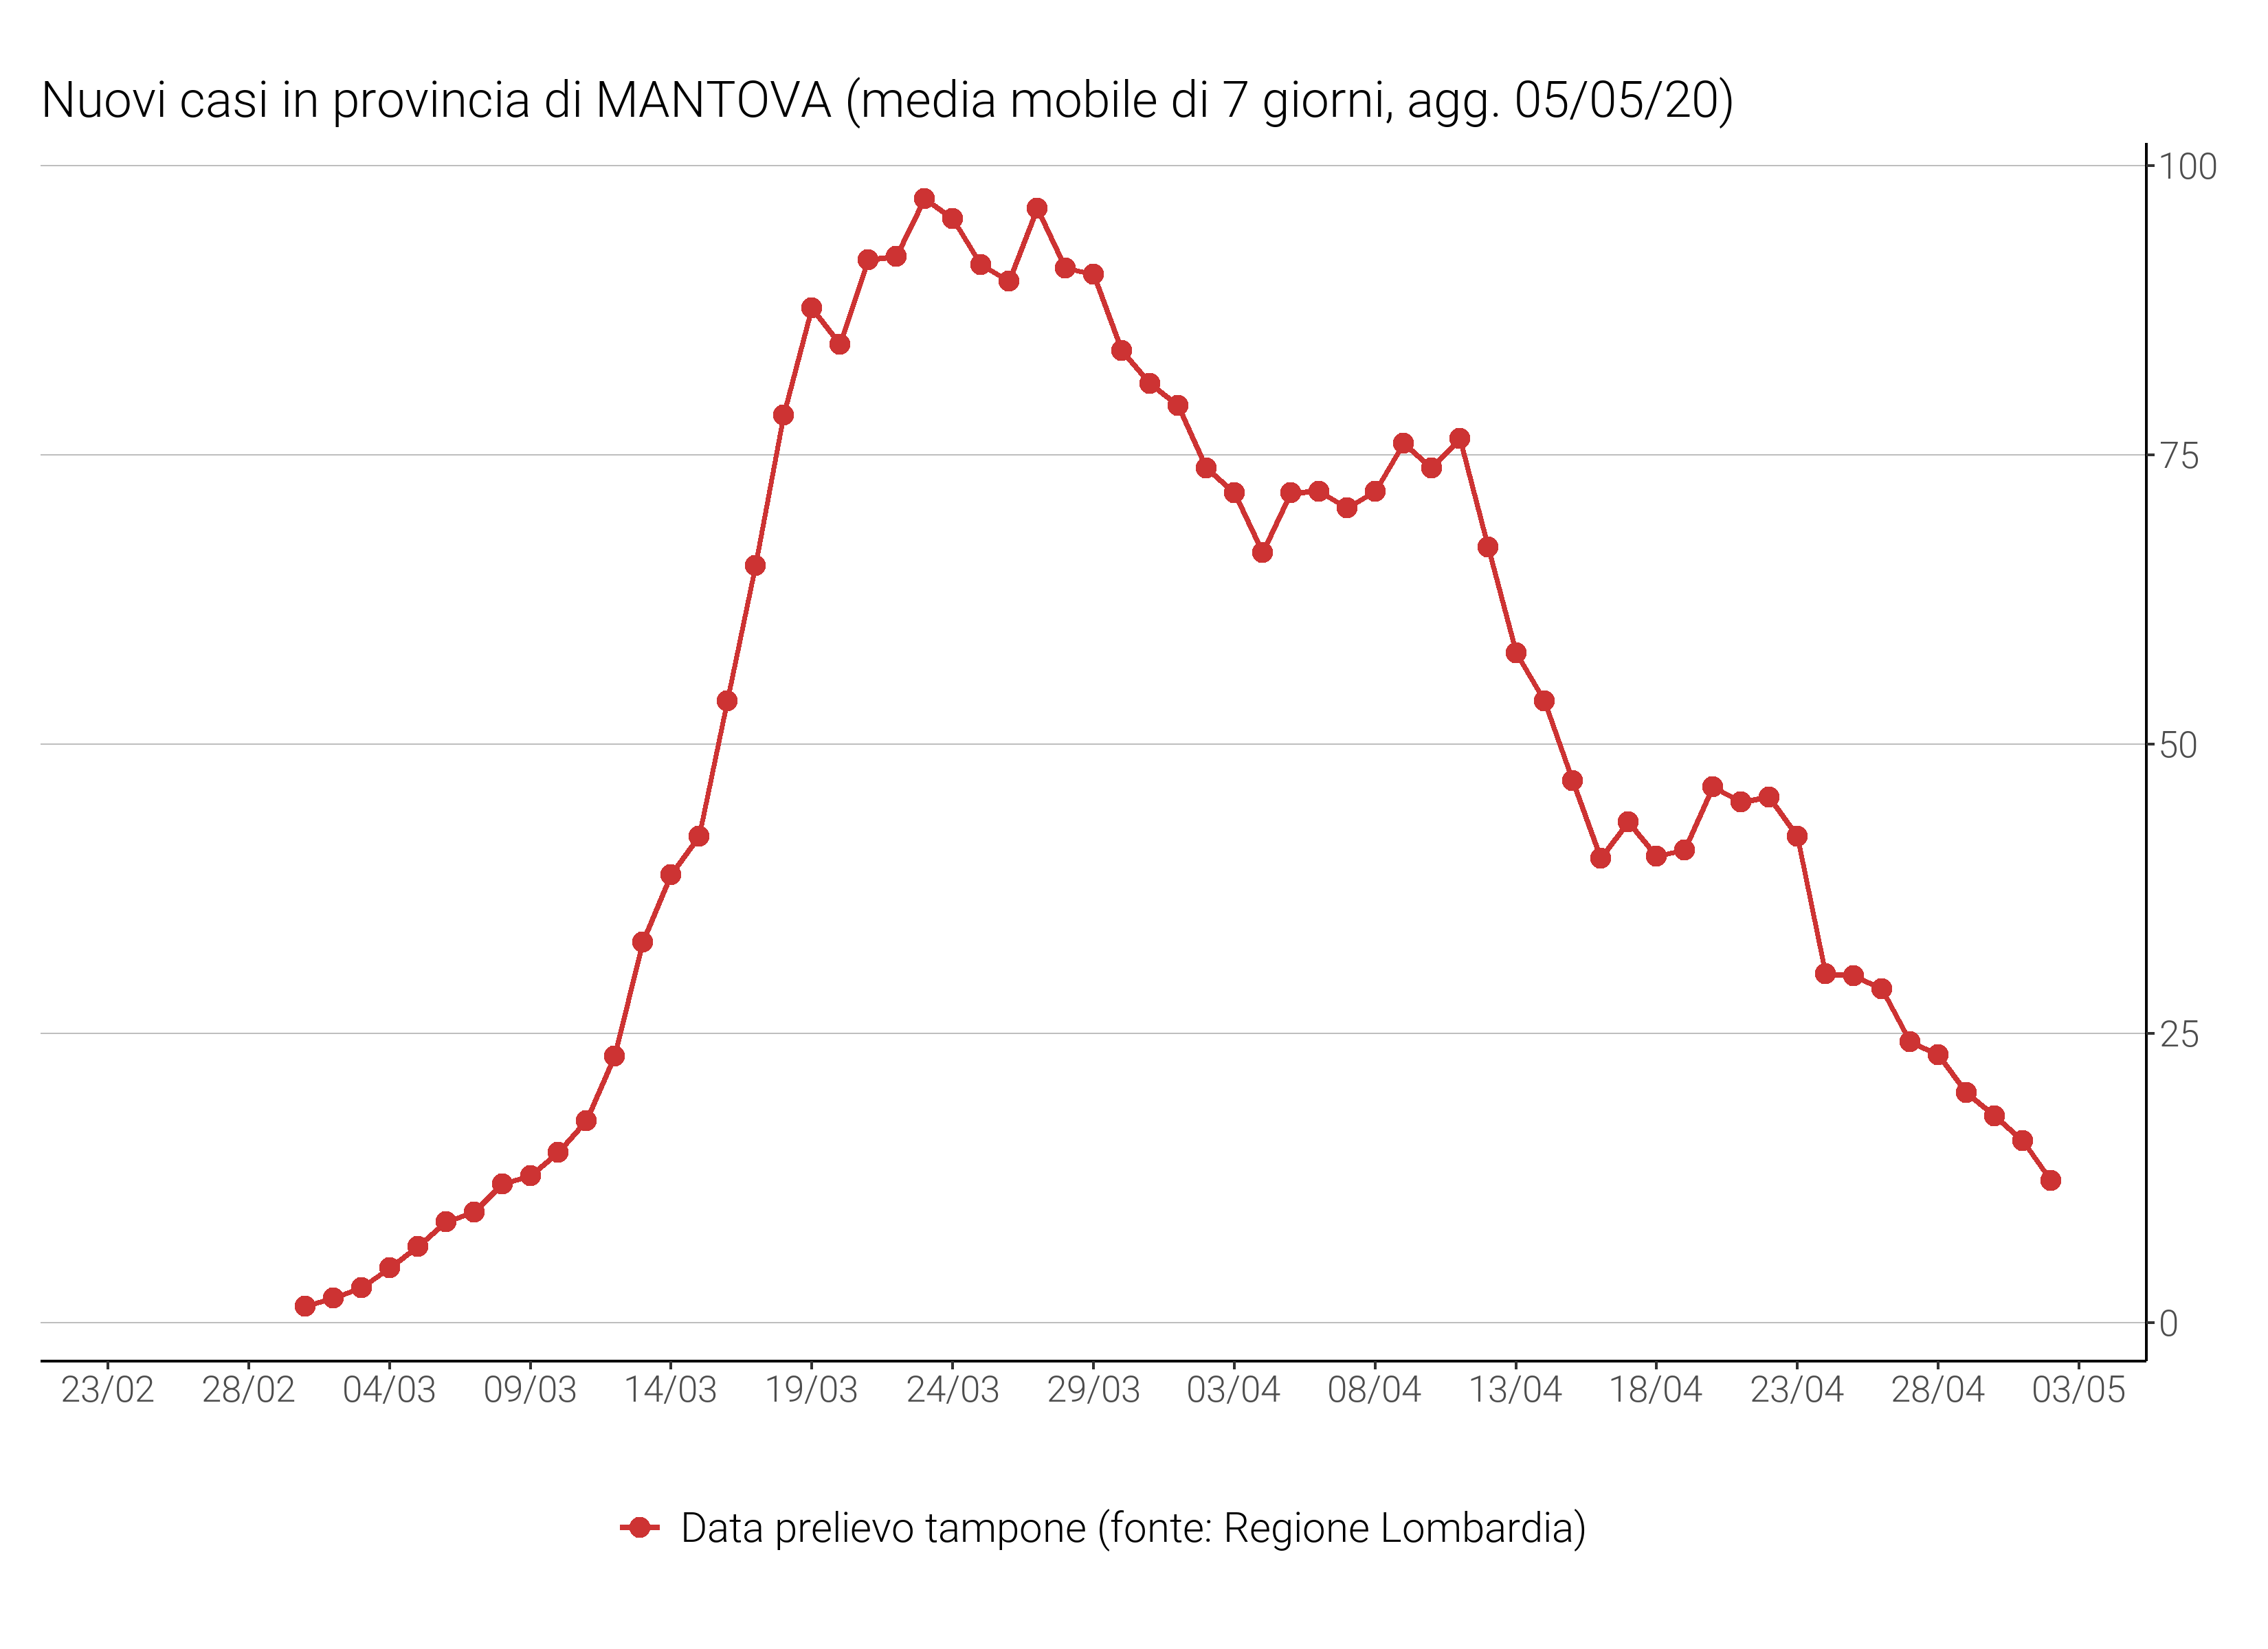 Nuovi casi in provincia di MANTOVA (media mobile di 7 giorni, agg. 05/05/20)
100
75
50
25
0
23/02 28/02 04/03 09/03 14/03 19/03 24/03 29/03 03/04 08/04 13/04 18/04 23/04 28/04 03/05
Data prelievo tampone (fonte: Regione Lombardia)